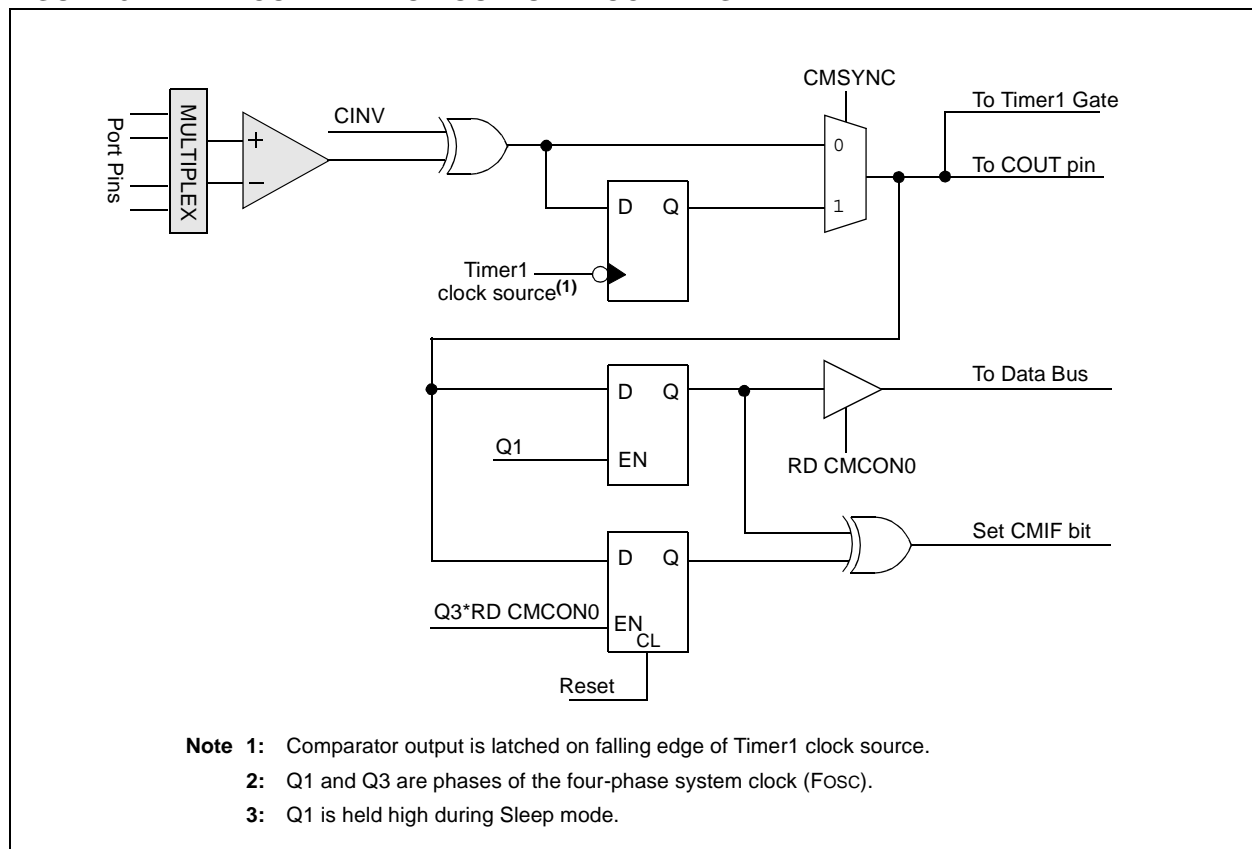 CMSYNC
To Timer1 Gate
To COUT pin
CINV
MULTIPLEX
Port Pins
+
−
0
1
D Q
Timer1
clock source(1)
D Q
Q1
EN
To Data Bus
RD CMCON0
Set CMIF bit
D Q
Q3*RD CMCON0
EN
CL
Reset
Note 1: Comparator output is latched on falling edge of Timer1 clock source.
2: Q1 and Q3 are phases of the four-phase system clock (FOSC).
3: Q1 is held high during Sleep mode.